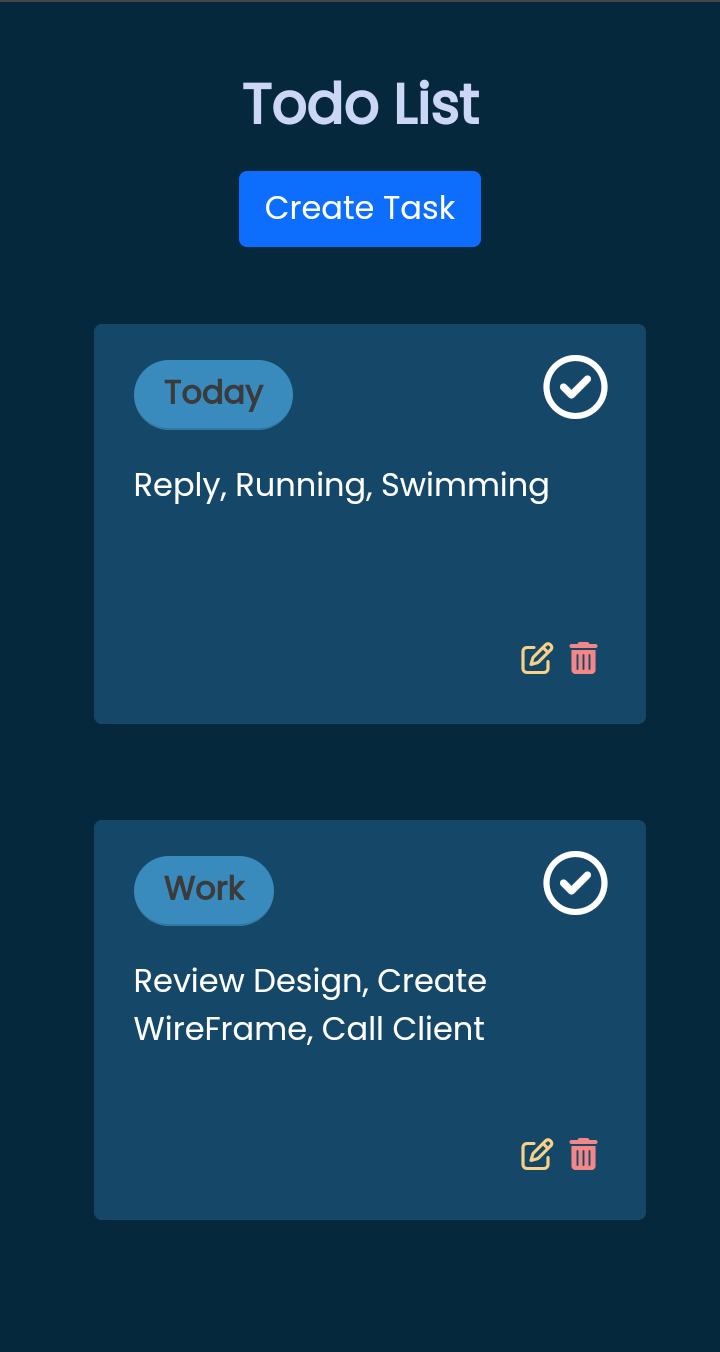 Todo List
Create Task
Today
Reply, Running, Swimming
Work
Review Design, Create
WireFrame, Call Client